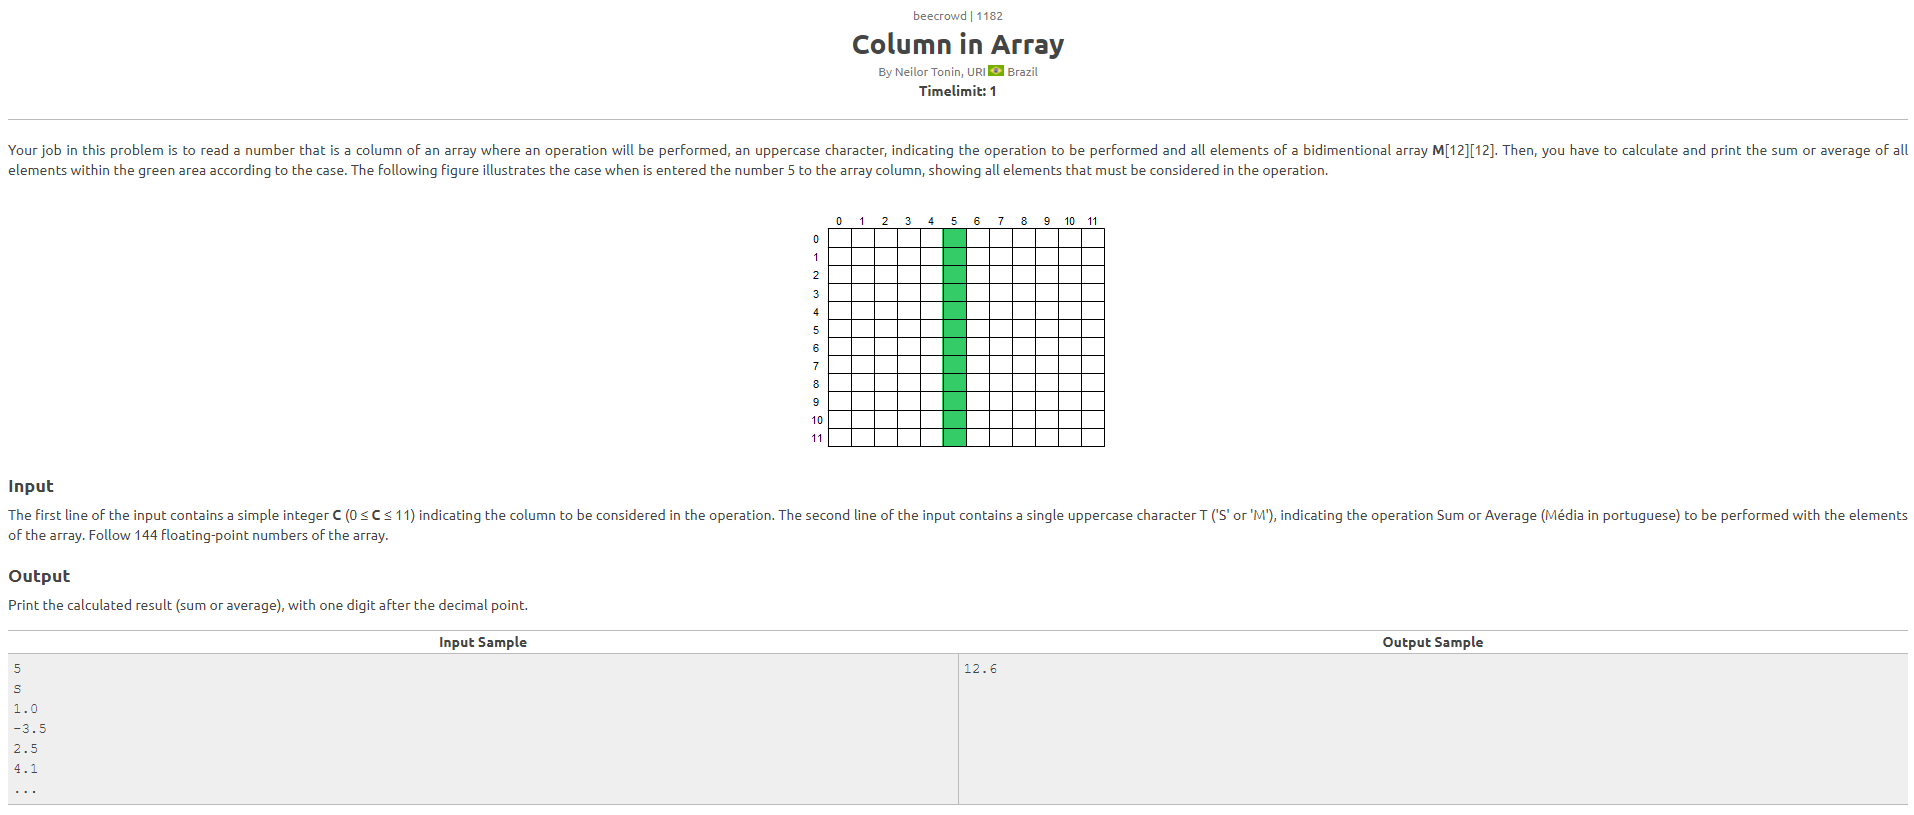 beecrowd | 1182
Column in Array
By Neilor Tonin, URI Brazil
Timelimit: 1
Your job in this problem is to read a number that is a column of an array where an operation will be performed, an uppercase character, indicating the operation to be performed and all elements of a bidimentional array M[12][12]. Then, you have to calculate and print the sum or average of all
elements within the green area according to the case. The following figure illustrates the case when is entered the number 5 to the array column, showing all elements that must be considered in the operation.
0 1 2 3 4 5 6 7 8 9 10 11
0
1
2
3
4
5
6
7
8
9
10
11
Input
The first line of the input contains a simple integer C (0 ≤ C ≤ 11) indicating the column to be considered in the operation. The second line of the input contains a single uppercase character T ('S' or 'M'), indicating the operation Sum or Average (Média in portuguese) to be performed with the elements
of the array. Follow 144 floating-point numbers of the array.
Output
Print the calculated result (sum or average), with one digit after the decimal point.
Input Sample Output Sample
5 12.6
S
1.0
-3.5
2.5
4.1
...